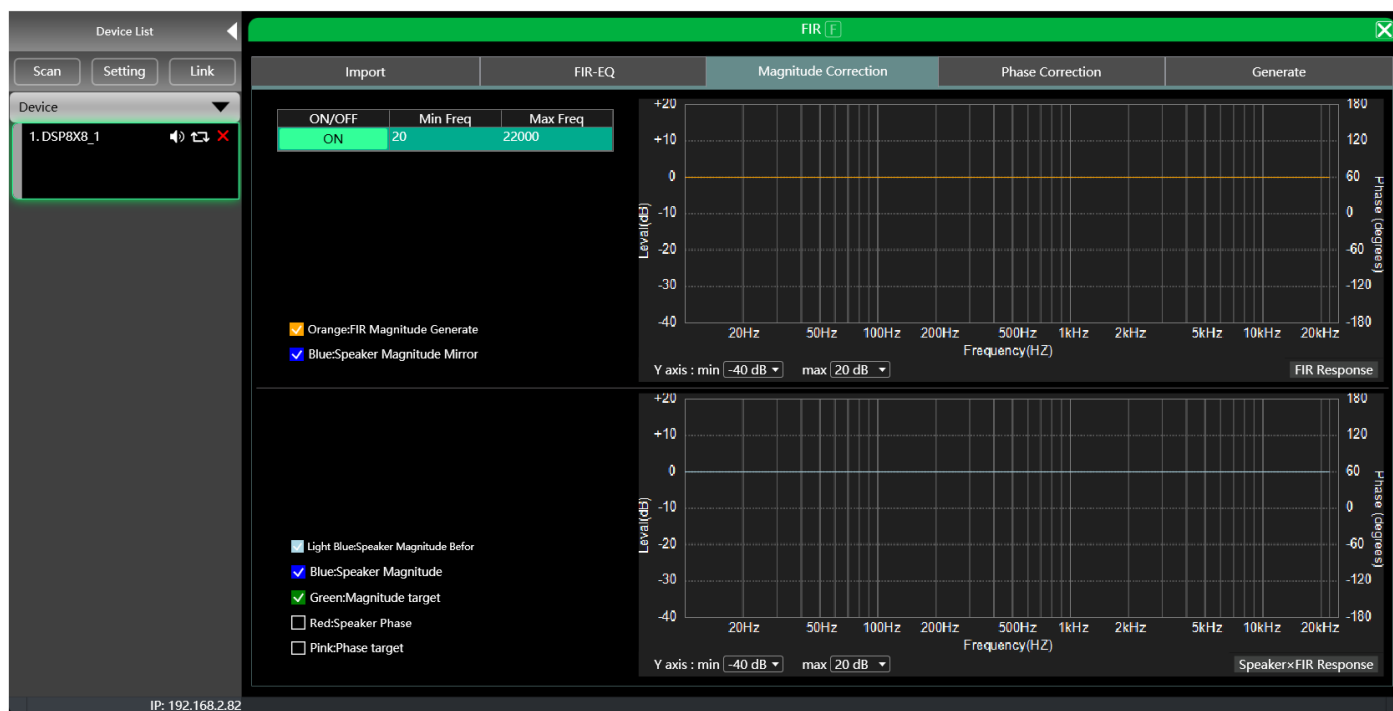 Device List
FIR F
Scan Setting Link
Import FIR-EQ Magnitude Correction Phase Correction Generate
Device
1. DSP8X8_1
ON/OFF Min Freq Max Freq
ON 20 22000
+20 180
+10 120
0 60
-10 0
-20 -60
-30 -120
-40 -180
Leval(dB)
Phase (degrees)
20Hz 50Hz 100Hz 200Hz 500Hz 1kHz 2kHz 5kHz 10kHz 20kHz
Frequency(HZ)
Orange:FIR Magnitude Generate
Blue:Speaker Magnitude Mirror
Y axis : min -40 dB max 20 dB FIR Response
+20 180
+10 120
0 60
-10 0
-20 -60
-30 -120
-40 -180
Leval(dB)
Phase (degrees)
20Hz 50Hz 100Hz 200Hz 500Hz 1kHz 2kHz 5kHz 10kHz 20kHz
Frequency(HZ)
Light Blue:Speaker Magnitude Befor
Blue:Speaker Magnitude
Green:Magnitude target
Red:Speaker Phase
Pink:Phase target
Y axis : min -40 dB max 20 dB Speaker×FIR Response
IP: 192.168.2.82